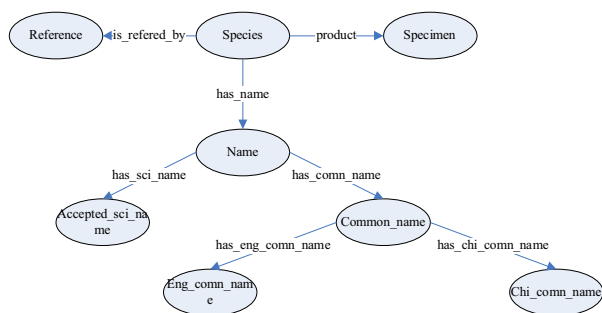 Reference
is_refered_by
Species
product
Specimen
has_name
Name
has_sci_name
has_comn_name
Accepted_sci_na
me
Common_name
has_eng_comn_name
has_chi_comn_name
Eng_comn_nam
e
Chi_comn_name